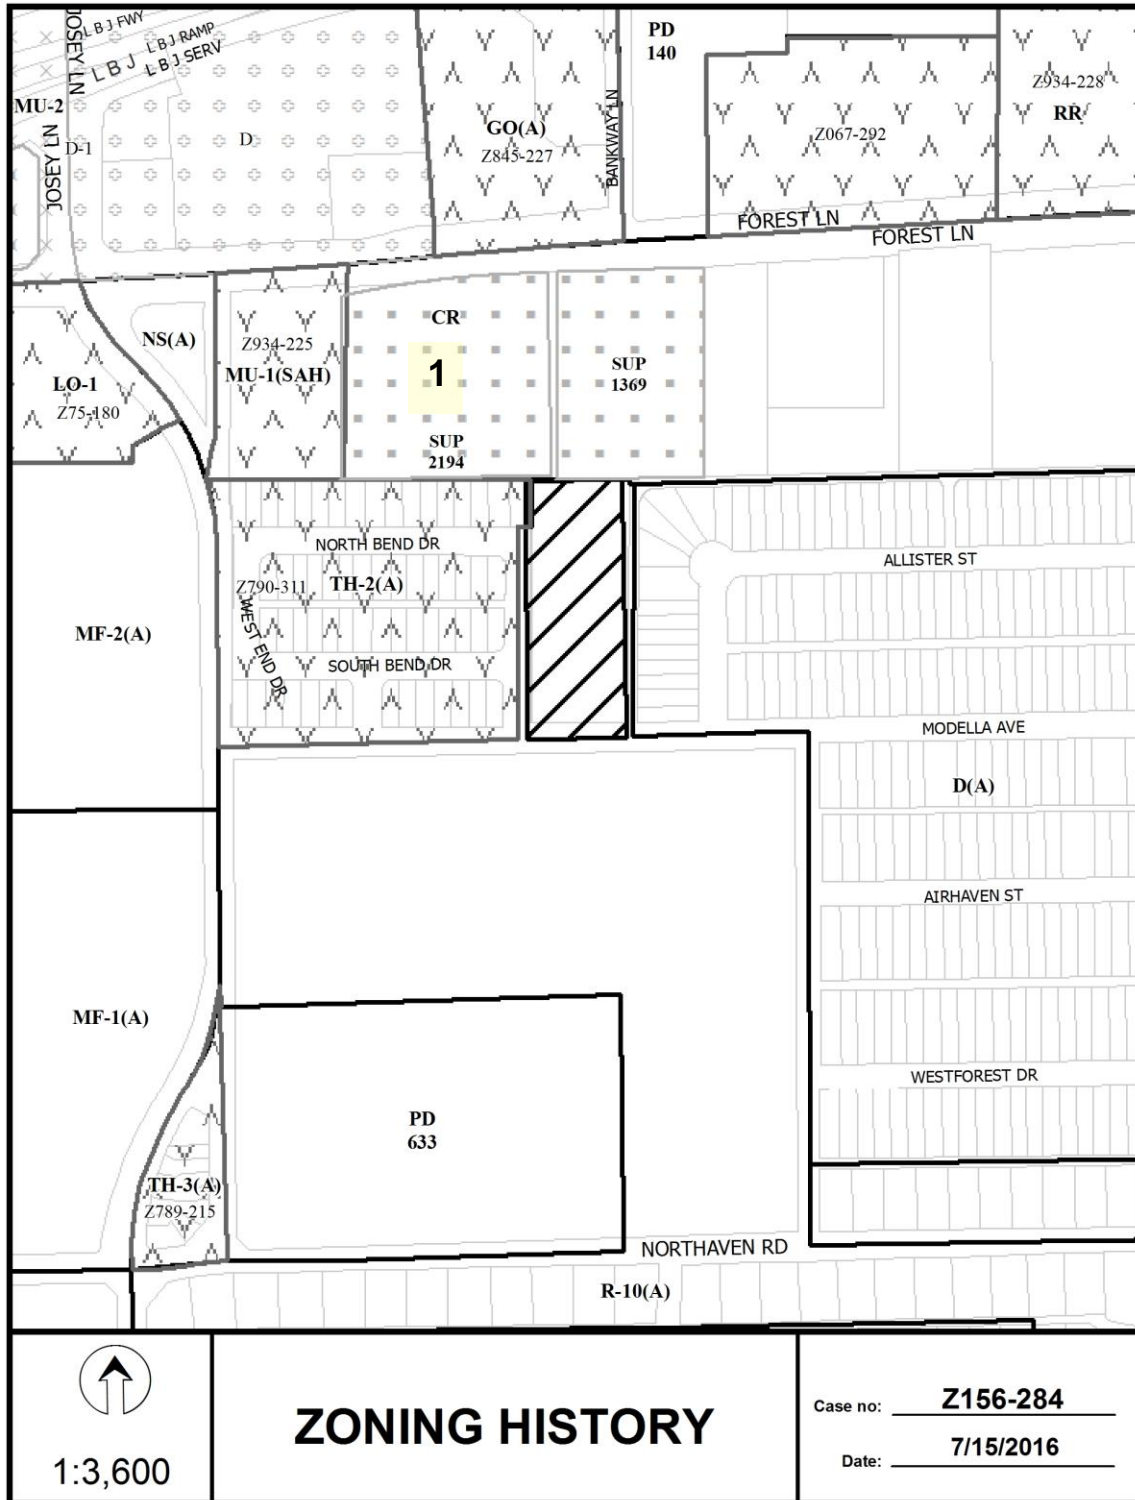 L B J FWY
L B J RAMP
L B J
L B J SERV
JOSEY LN
MU-2
D-1
D
JOSEY LN
GO(A)
Z845-227
BANKWAY LN
PD
140
Z067-292
Z934-228
RR
FOREST LN
FOREST LN
NS(A)
Z934-225
MU-1(SAH)
LO-1
Z75-180
CR
1
SUP
2194
SUP
1369
NORTH BEND DR
Z790-311
TH-2(A)
WEST END DR
SOUTH BEND DR
ALLISTER ST
MF-2(A)
MODELLA AVE
D(A)
AIRHAVEN ST
MF-1(A)
WESTFOREST DR
PD
633
TH-3(A)
Z789-215
NORTHAVEN RD
R-10(A)
1:3,600
ZONING HISTORY
Case no: Z156-284
Date: 7/15/2016